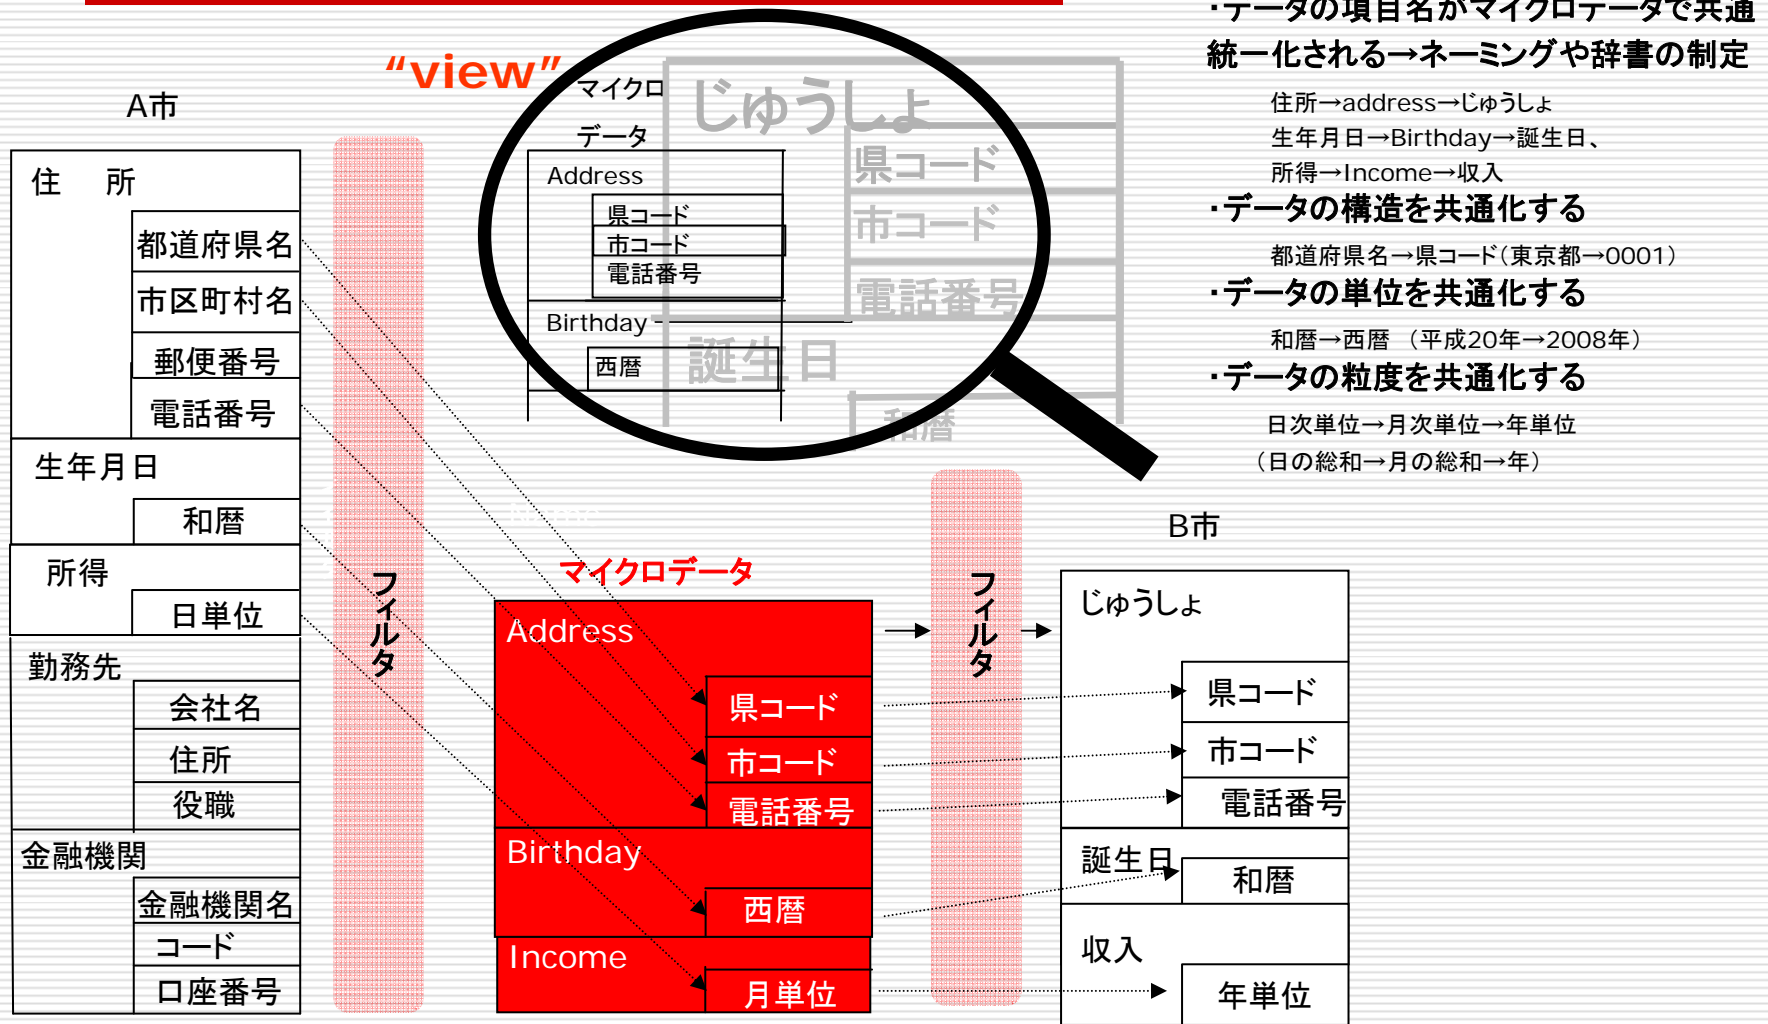 ・データの項目名がマイクロデータで共通
統一化される→ネーミングや辞書の制定
住所→address→じゅうしょ
生年月日→Birthday→誕生日、
所得→Income→収入
・データの構造を共通化する
都道府県名→県コード(東京都→0001)
・データの単位を共通化する
和暦→西暦 (平成20年→2008年)
・データの粒度を共通化する
日次単位→月次単位→年単位
(日の総和→月の総和→年)
“view”
マイクロ
データ
Address
県コード
市コード
電話番号
Birthday
西暦
じゅうしょ
県コード
市コード
電話番号
誕生日
和暦
A市
住 所
都道府県名
市区町村名
郵便番号
電話番号
生年月日
和暦
所得
日単位
勤務先
会社名
住所
役職
金融機関
金融機関名
コード
口座番号
フィルタ
マイクロデータ
Address
県コード
市コード
電話番号
Birthday
西暦
Income
月単位
フィルタ
B市
じゅうしょ
県コード
市コード
電話番号
誕生日
和暦
収入
年単位